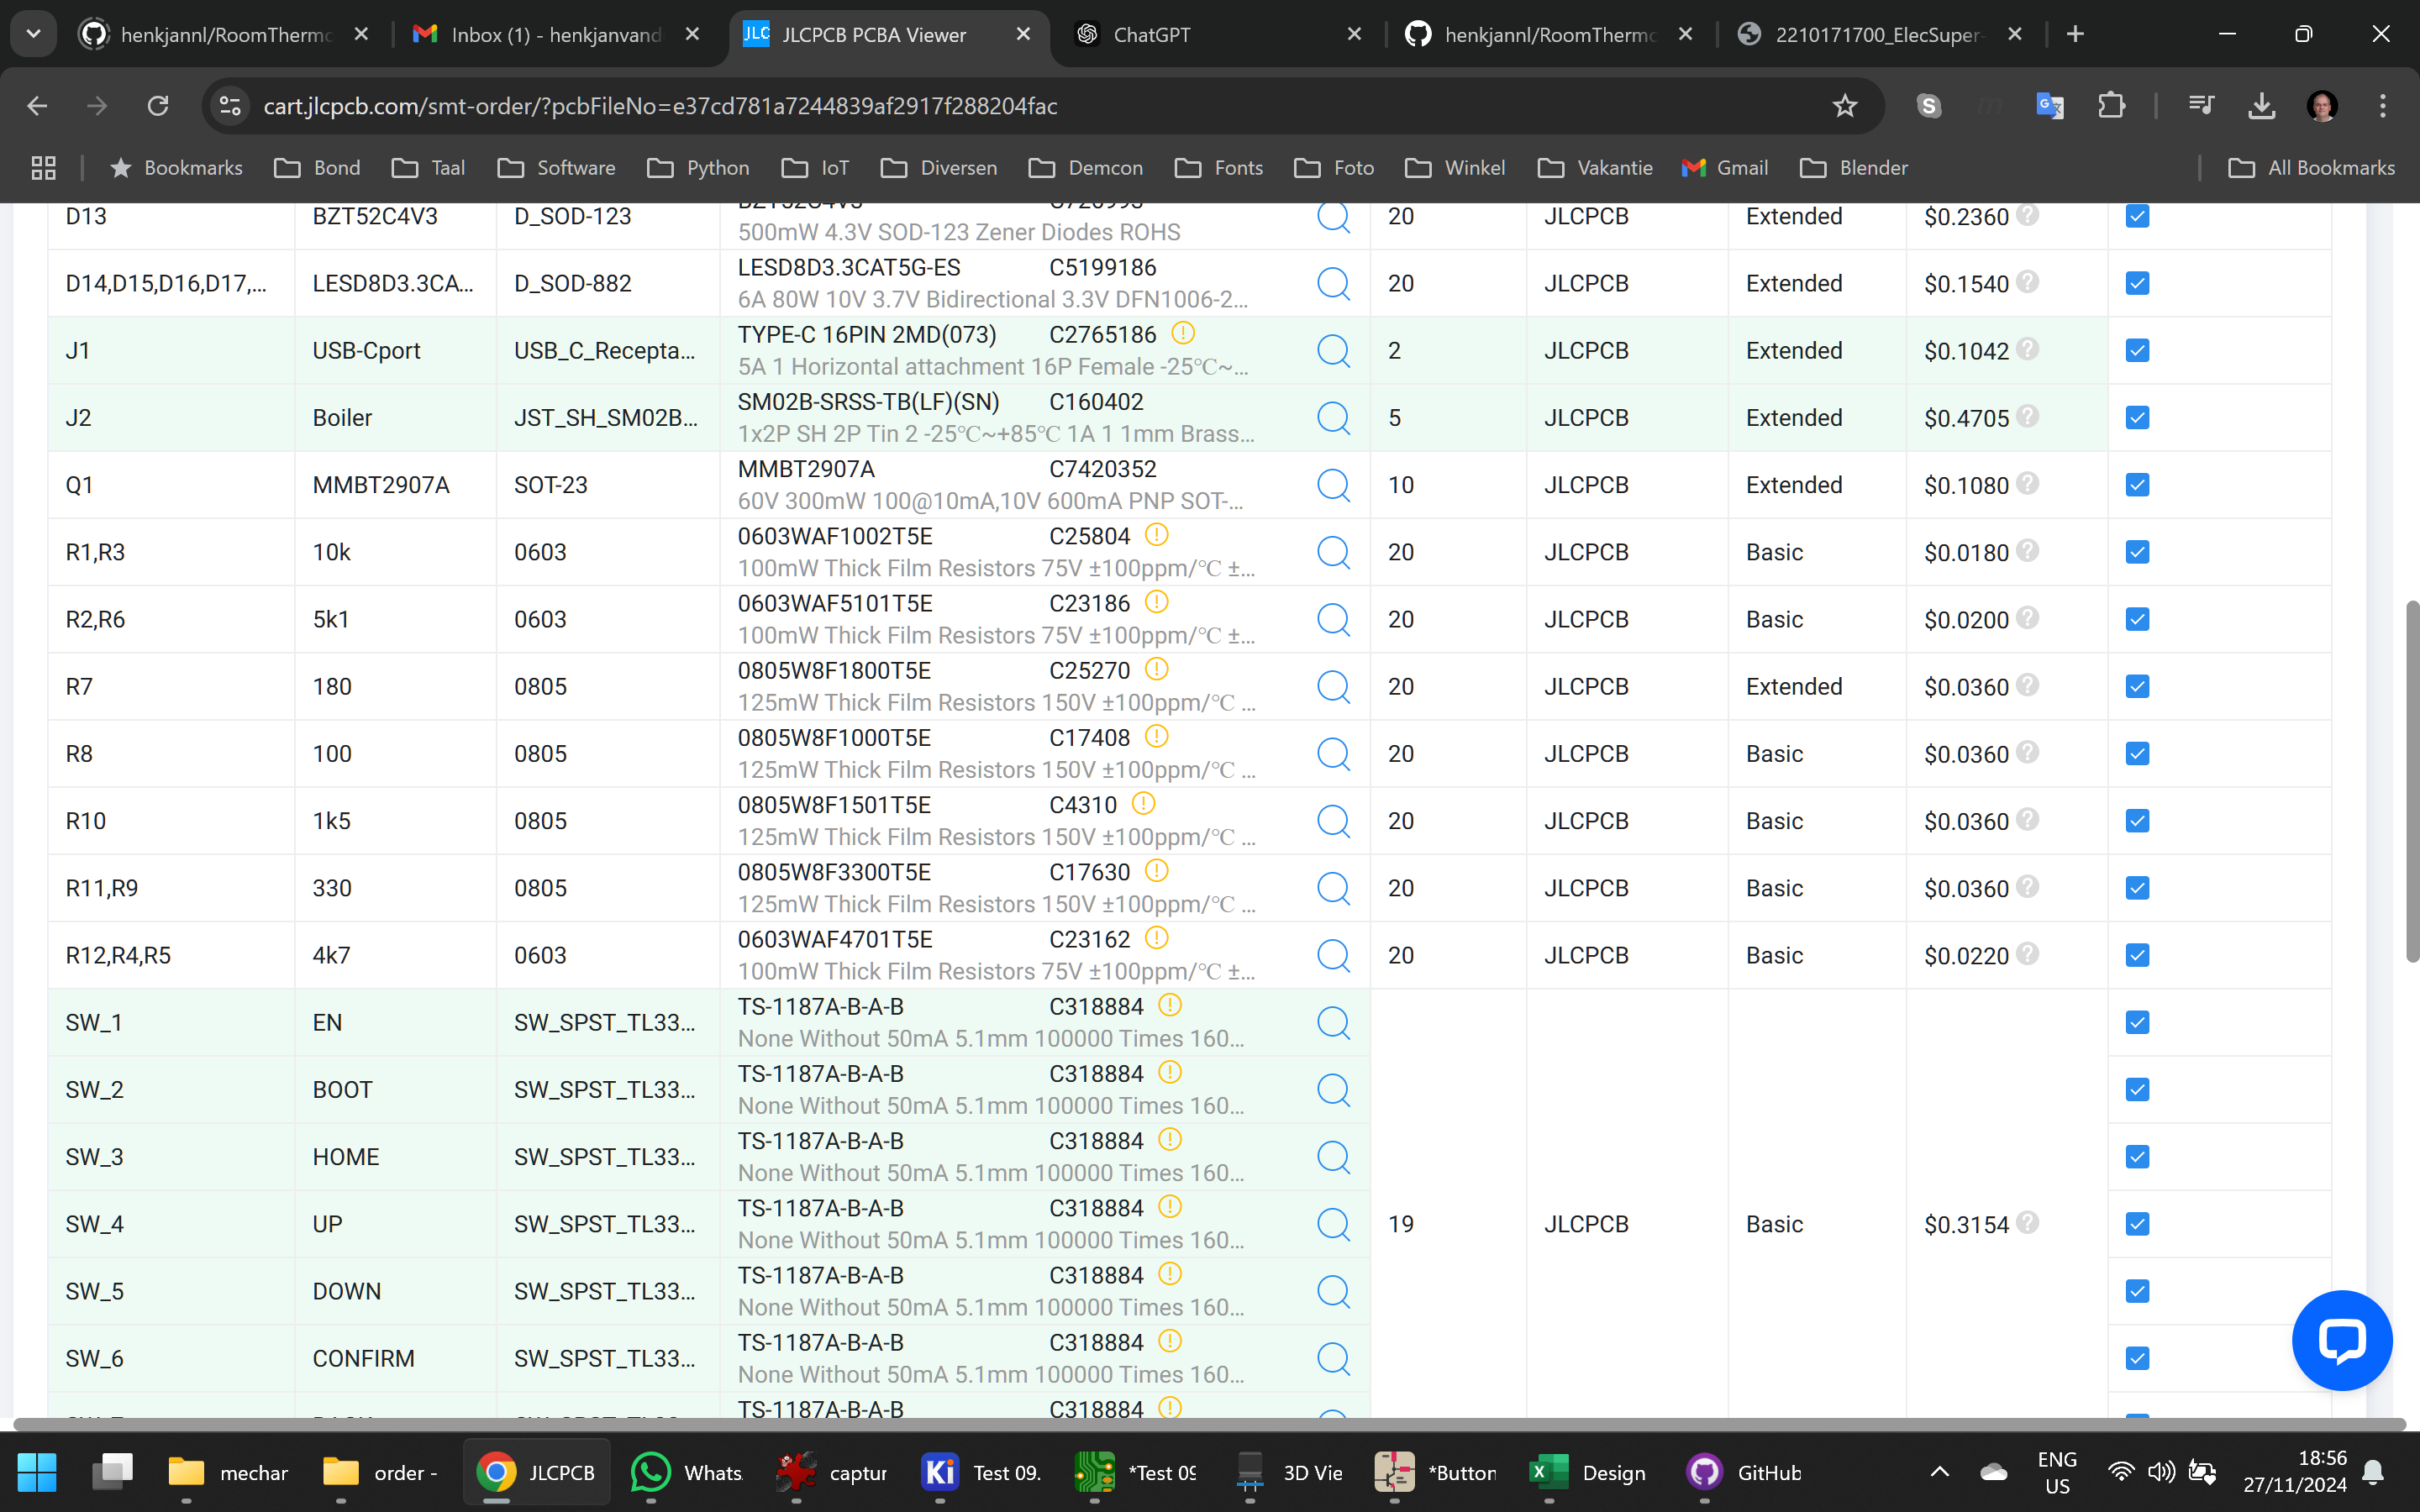 henkjannl/RoomThermo
Inbox (1) - henkjanvand
JLCPCB PCBA Viewer
ChatGPT
henkjannl/RoomThermo
2210171700_ElecSuper-
cart.jlcpcb.com/smt-order/?pcbFileNo=e37cd781a7244839af2917f288204fac
Bookmarks Bond Taal Software Python IoT Diversen Demcon Fonts Foto Winkel Vakantie Gmail Blender All Bookmarks
D13 BZT52C4V3 D_SOD-123 20 JLCPCB Extended $0.2360
500mW 4.3V SOD-123 Zener Diodes ROHS
D14,D15,D16,D17,... LESD8D3.3CA... D_SOD-882 LESD8D3.3CAT5G-ES C5199186 20 JLCPCB Extended $0.1540
6A 80W 10V 3.7V Bidirectional 3.3V DFN1006-2...
J1 USB-Cport USB_C_Recepta... TYPE-C 16PIN 2MD(073) C2765186 2 JLCPCB Extended $0.1042
5A 1 Horizontal attachment 16P Female -25℃~...
J2 Boiler JST_SH_SM02B... SM02B-SRSS-TB(LF)(SN) C160402 5 JLCPCB Extended $0.4705
1x2P SH 2P Tin 2 -25℃~+85℃ 1A 1 1mm Brass...
Q1 MMBT2907A SOT-23 MMBT2907A C7420352 10 JLCPCB Extended $0.1080
60V 300mW 100@10mA,10V 600mA PNP SOT-...
R1,R3 10k 0603 0603WAF1002T5E C25804 20 JLCPCB Basic $0.0180
100mW Thick Film Resistors 75V ±100ppm/℃ ±...
R2,R6 5k1 0603 0603WAF5101T5E C23186 20 JLCPCB Basic $0.0200
100mW Thick Film Resistors 75V ±100ppm/℃ ±...
R7 180 0805 0805W8F1800T5E C25270 20 JLCPCB Extended $0.0360
125mW Thick Film Resistors 150V ±100ppm/℃ ...
R8 100 0805 0805W8F1000T5E C17408 20 JLCPCB Basic $0.0360
125mW Thick Film Resistors 150V ±100ppm/℃ ...
R10 1k5 0805 0805W8F1501T5E C4310 20 JLCPCB Basic $0.0360
125mW Thick Film Resistors 150V ±100ppm/℃ ...
R11,R9 330 0805 0805W8F3300T5E C17630 20 JLCPCB Basic $0.0360
125mW Thick Film Resistors 150V ±100ppm/℃ ...
R12,R4,R5 4k7 0603 0603WAF4701T5E C23162 20 JLCPCB Basic $0.0220
100mW Thick Film Resistors 75V ±100ppm/℃ ±...
SW_1 EN SW_SPST_TL33... TS-1187A-B-A-B C318884
None Without 50mA 5.1mm 100000 Times 160...
SW_2 BOOT SW_SPST_TL33... TS-1187A-B-A-B C318884
None Without 50mA 5.1mm 100000 Times 160...
SW_3 HOME SW_SPST_TL33... TS-1187A-B-A-B C318884
None Without 50mA 5.1mm 100000 Times 160...
SW_4 UP SW_SPST_TL33... TS-1187A-B-A-B C318884 19 JLCPCB Basic $0.3154
None Without 50mA 5.1mm 100000 Times 160...
SW_5 DOWN SW_SPST_TL33... TS-1187A-B-A-B C318884
None Without 50mA 5.1mm 100000 Times 160...
SW_6 CONFIRM SW_SPST_TL33... TS-1187A-B-A-B C318884
None Without 50mA 5.1mm 100000 Times 160...
TS-1187A-B-A-B C318884
mechar order - JLCPCB Whats captur Test 09. *Test 09 3D Vie *Button Design GitHub
ENG
US
18:56
27/11/2024